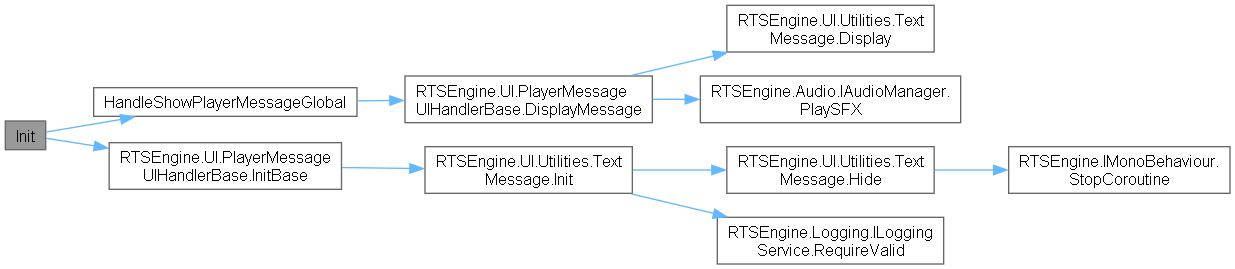 Init
HandleShowPlayerMessageGlobal
RTSEngine.UI.PlayerMessage
UIHandlerBase.DisplayMessage
RTSEngine.UI.Utilities.Text
Message.Display
RTSEngine.Audio.IAudioManager.
PlaySFX
RTSEngine.UI.PlayerMessage
UIHandlerBase.InitBase
RTSEngine.UI.Utilities.Text
Message.Init
RTSEngine.UI.Utilities.Text
Message.Hide
RTSEngine.IMonoBehaviour.
StopCoroutine
RTSEngine.Logging.ILogging
Service.RequireValid